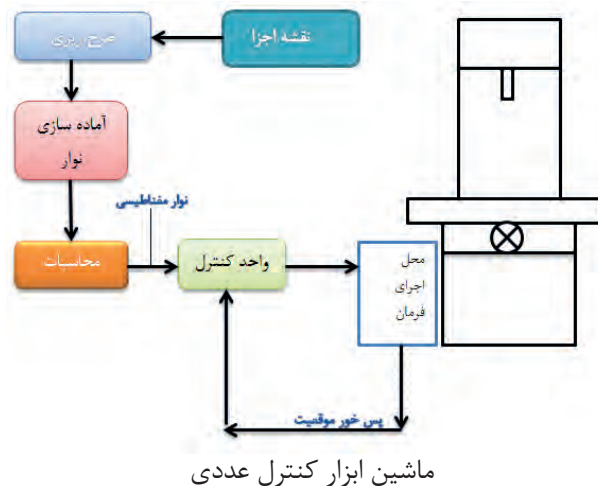 نقشه اجزا
طرح ریزی
آماده سازی
نوار
نوار مغناطیسی
محاسبات
واحد کنترل
محل
اجرای
فرمان
پس خور موقعیت
ماشین ابزار کنترل عددی